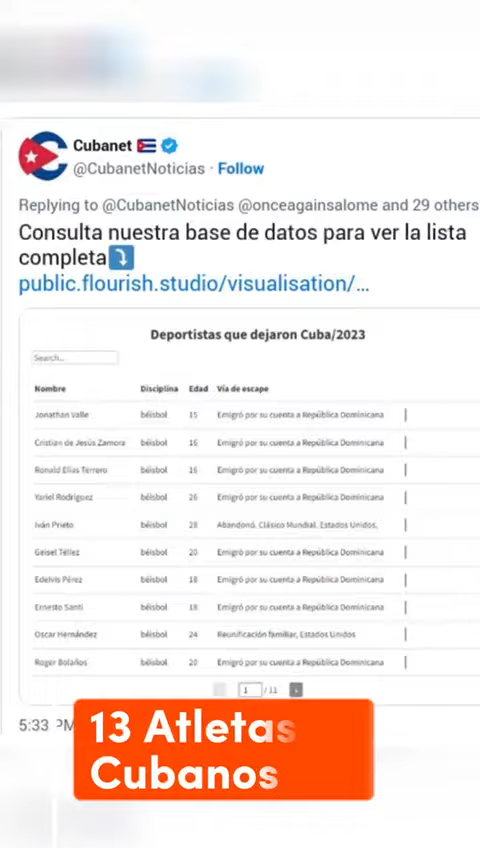 Cubanet 🇨🇺
@CubanetNoticias · Follow
Replying to @CubanetNoticias @onceagainsalome and 29 others
Consulta nuestra base de datos para ver la lista
completa⤵️
public.flourish.studio/visualisation/...
Deportistas que dejaron Cuba/2023
Search...
Nombre Disciplina Edad Vía de escape
Jonathan Valle béisbol 15 Emigró por su cuenta a República Dominicana
Cristian de Jesús Zamora béisbol 16 Emigró por su cuenta a República Dominicana
Ronald Elías Terrero béisbol 16 Emigró por su cuenta a República Dominicana
Yariel Rodríguez béisbol 26 Emigró por su cuenta a República Dominicana
Iván Prieto béisbol 28 Abandonó, Clásico Mundial, Estados Unidos,
Geisel Téllez béisbol 20 Emigró por su cuenta a República Dominicana
Edelvis Pérez béisbol 18 Emigró por su cuenta a República Dominicana
Ernesto Santi béisbol 18 Emigró por su cuenta a República Dominicana
Oscar Hernández béisbol 24 Reunificación familiar, Estados Unidos
Roger Bolaños béisbol 20 Emigró por su cuenta a República Dominicana
1 / 11
5:33 PM
13 Atletas
Cubanos